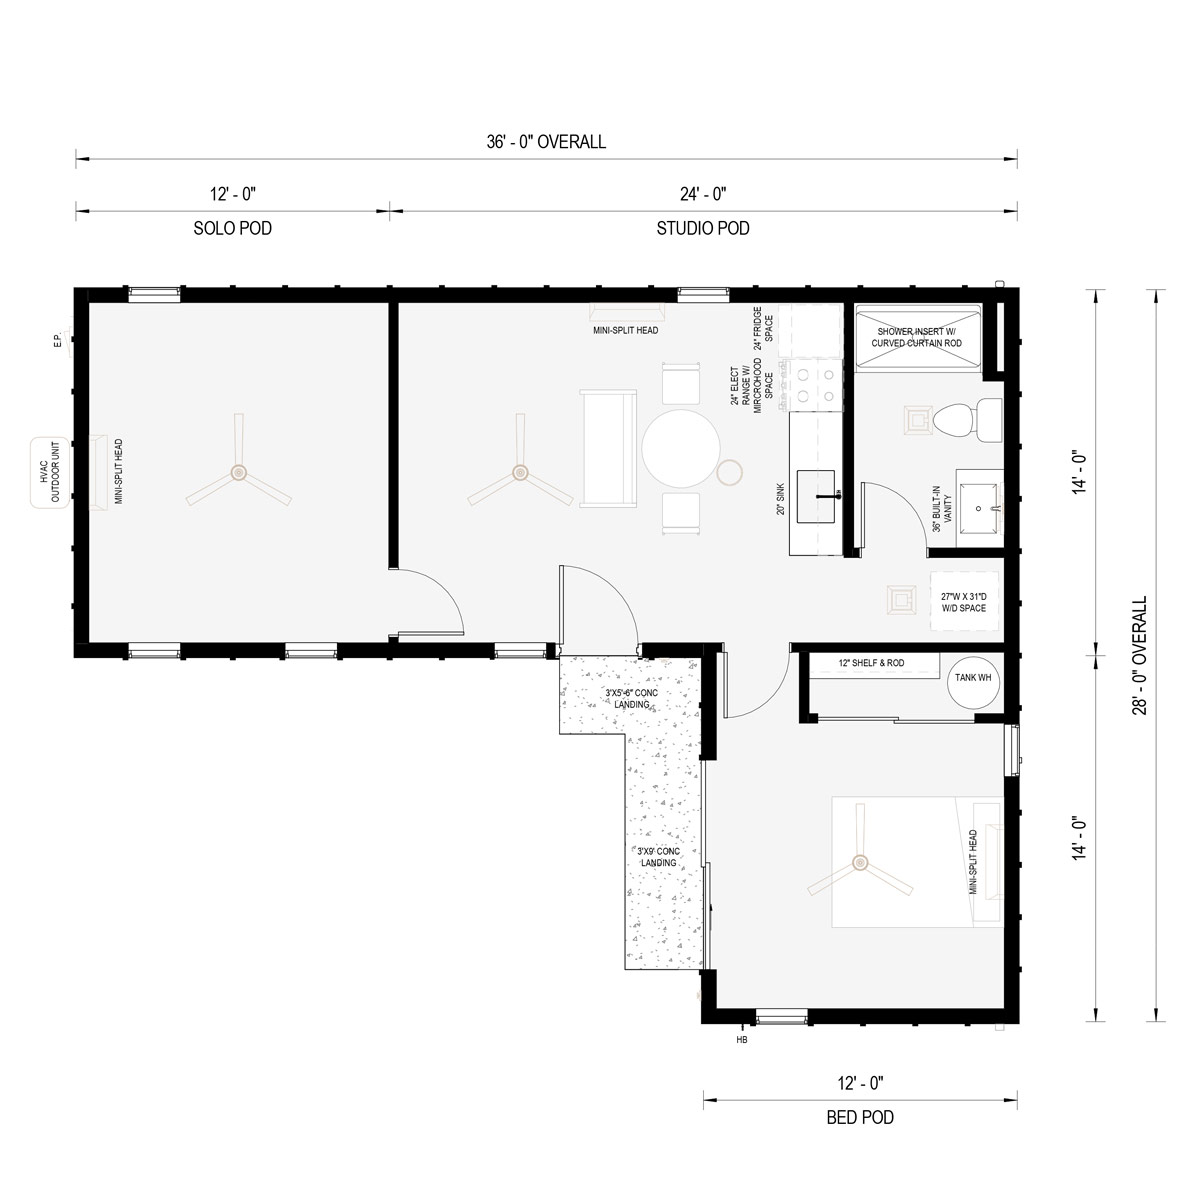 36' - 0" OVERALL
12' - 0"
24' - 0"
SOLO POD
STUDIO POD
E.P.
HVAC
OUTDOOR UNIT
MINI-SPLIT HEAD
MINI-SPLIT HEAD
24" FRIDGE
SPACE
24" ELECT
RANGE W/
MIRCROHOOD
SPACE
20" SINK
SHOWER INSERT W/
CURVED CURTAIN ROD
36" BUILT-IN
VANITY
27"W X 31"D
W/D SPACE
14' - 0"
28' - 0" OVERALL
12" SHELF & ROD
TANK WH
3'X5'-6" CONC
LANDING
3'X9' CONC
LANDING
MINI-SPLIT HEAD
14' - 0"
HB
12' - 0"
BED POD